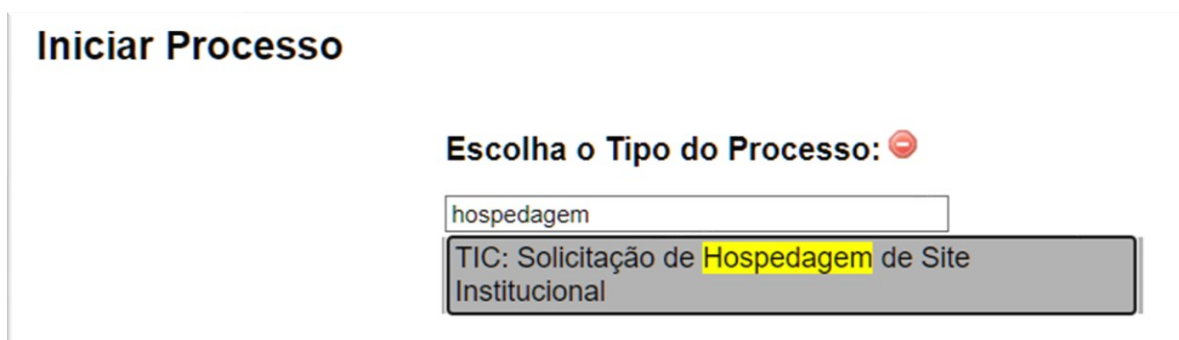 Iniciar Processo
Escolha o Tipo do Processo:
hospedagem
TIC: Solicitação de Hospedagem de Site
Institucional